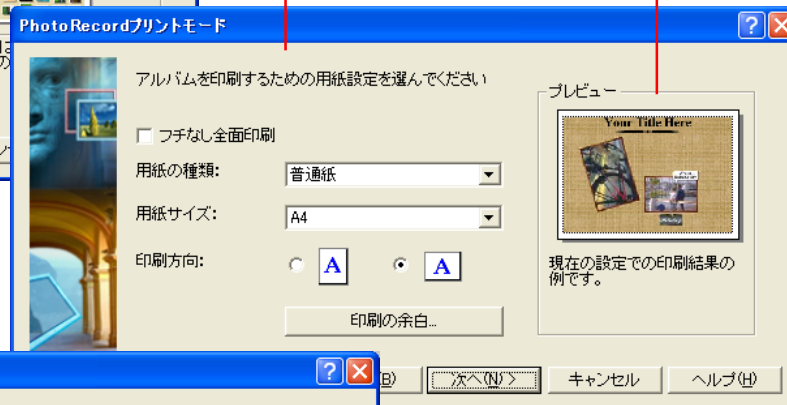 PhotoRecordプリントモード
アルバムを印刷するための用紙設定を選んでください
フチなし全面印刷
用紙の種類:
普通紙
用紙サイズ:
A4
印刷方向:
A
A
印刷の余白...
プレビュー
Your Title Here
現在の設定での印刷結果の
例です。
(B)
次へ(N) >
キャンセル
ヘルプ(H)